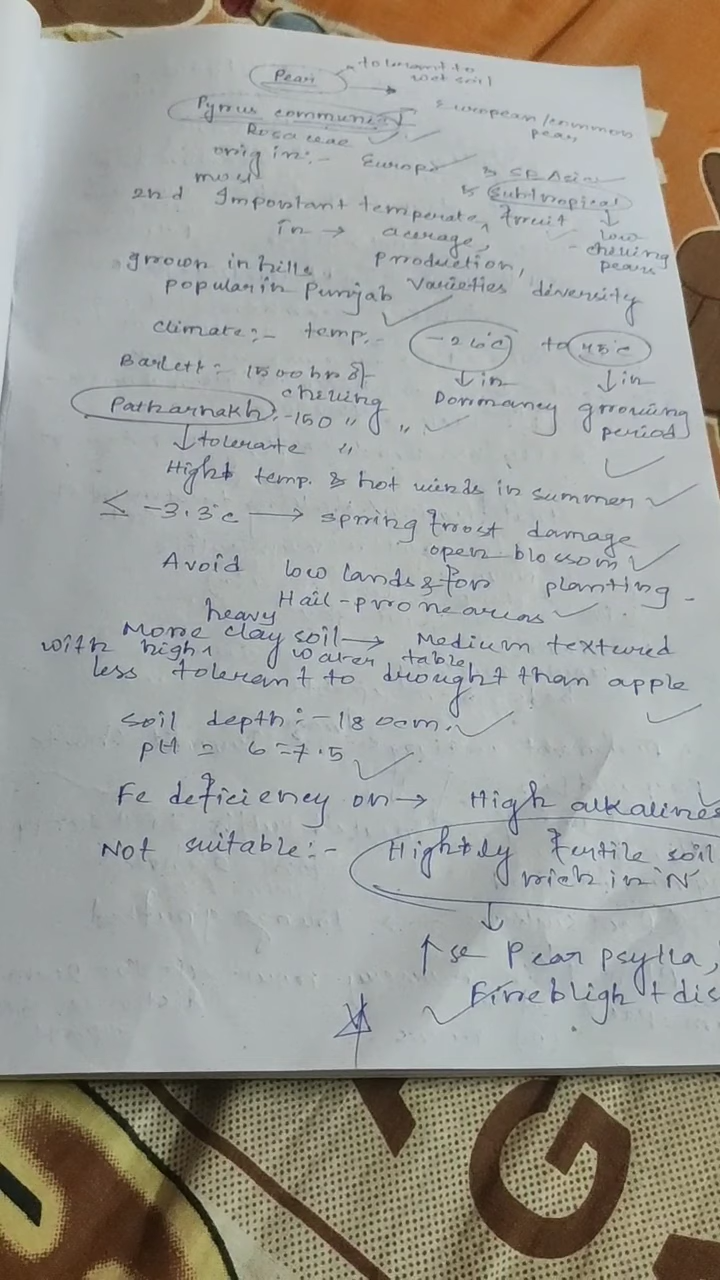 Pear → tolerant to wet soil
Pyrus communis → European/common pear
Rosaceae
origin:- Europe & SE Asia
most
2nd Important temperate, fruit & Subtropical
in → acreage, ↓ low
grown in hills production, - chilling pears
popular in Punjab varieties diversity
climate:- temp.- -26°C to 45°C
↓in Dormancy ↓in growing period
Barlett:- 1500 hrs of chilling
Patharnakh:-150 " "
↓tolerate "
High temp. & hot winds in summer
≤ -3.3°C → spring frost damage
open blossom
Avoid low lands & for planting -
Hail-prone areas
heavy
More clay soil → Medium textured
with high water table
less tolerant to drought than apple
soil depth:-180cm.
pH = 6-7.5
Fe deficiency on → High alkalines
Not suitable:- Hightly fertile soil
rich in N
↓
↑se Pear psylla,
Fireblight dis